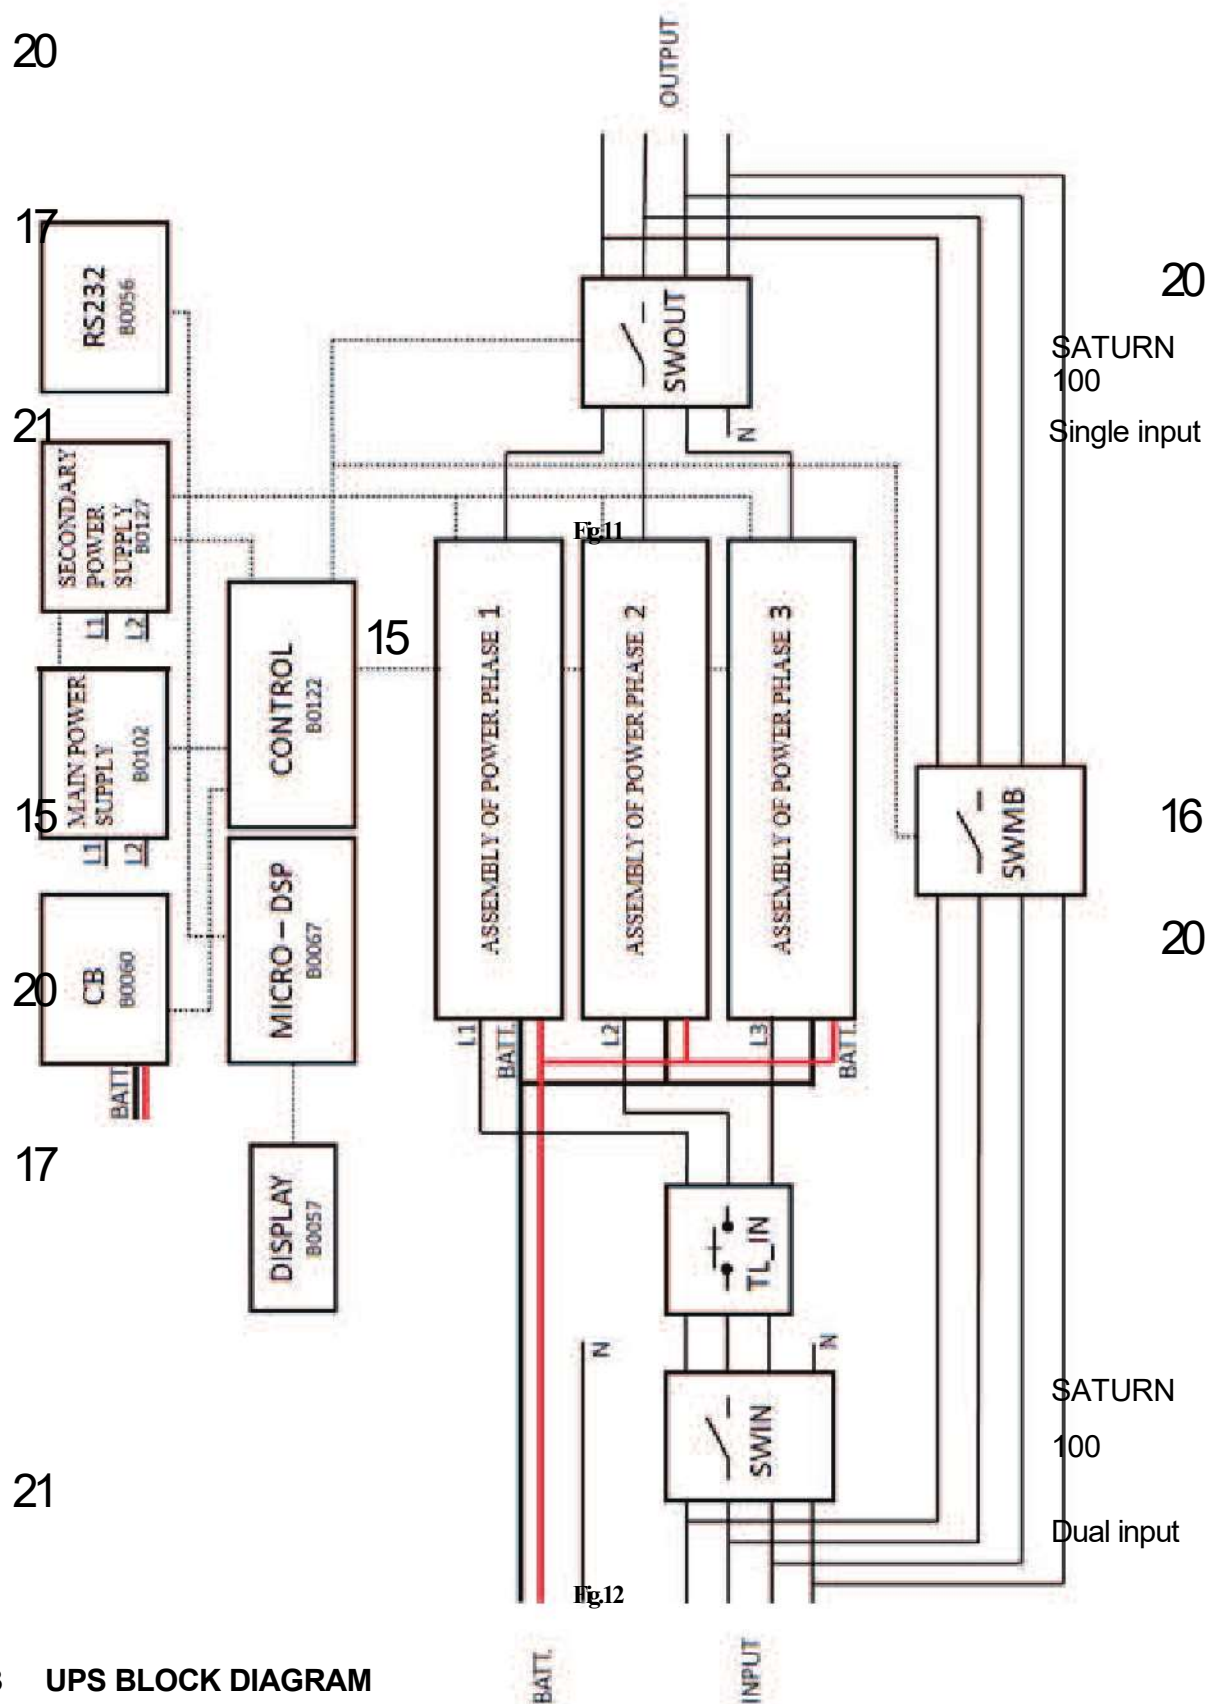 20
OUTPUT
17
RS232
B0056
20
SWOUT
SATURN
100
21
Single input
N
SECONDARY
POWER
SUPPLY
B0127
L1
L2
Fig.11
CONTROL
B0122
15
ASSEMBLY OF POWER PHASE 1
ASSEMBLY OF POWER PHASE 2
ASSEMBLY OF POWER PHASE 3
MAIN POWER
SUPPLY
B0102
L1
L2
15
16
SWMB
CB
B0060
BATT.
20
MICRO – DSP
B0067
20
L1
BATT.
L2
L3
BATT.
17
DISPLAY
B0057
TL_IN
N
N
SWIN
SATURN
100
21
Dual input
Fig.12
BATT.
INPUT
UPS BLOCK DIAGRAM